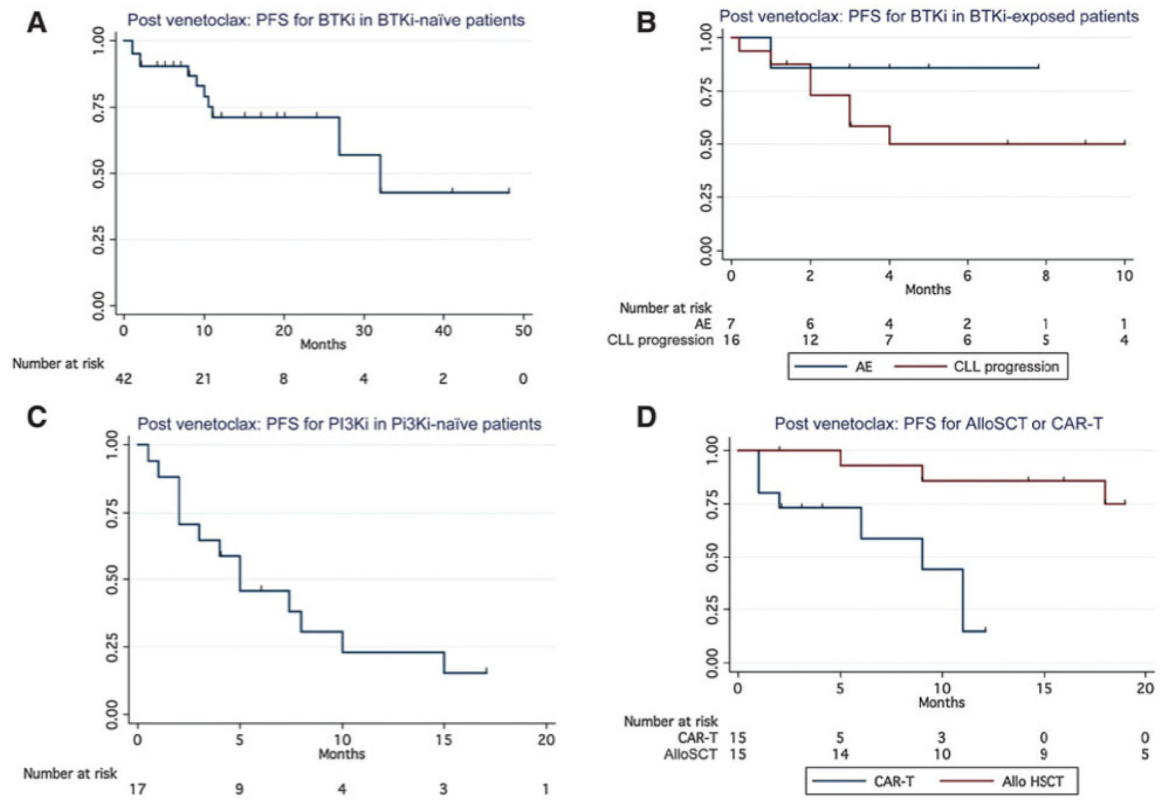 A
Post venetoclax: PFS for BTKi in BTKi-naïve patients
1.00
0.75
0.50
0.25
0.00
0 10 20 30 40 50
Months
Number at risk
42 21 8 4 2 0
B
Post venetoclax: PFS for BTKi in BTKi-exposed patients
1.00
0.75
0.50
0.25
0.00
0 2 4 6 8 10
Months
Number at risk
AE 7 6 4 2 1 1
CLL progression 16 12 7 6 5 4
AE CLL progression
C
Post venetoclax: PFS for PI3Ki in Pi3Ki-naïve patients
1.00
0.75
0.50
0.25
0.00
0 5 10 15 20
Months
Number at risk
17 9 4 3 1
D
Post venetoclax: PFS for AlloSCT or CAR-T
1.00
0.75
0.50
0.25
0.00
0 5 10 15 20
Months
Number at risk
CAR-T 15 5 3 0 0
AlloSCT 15 14 10 9 5
CAR-T Allo HSCT